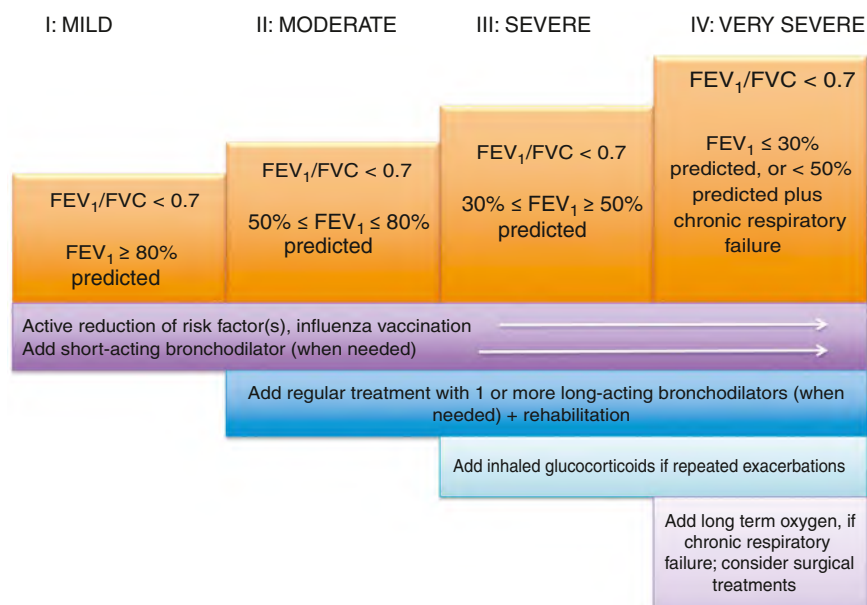 I: MILD
II: MODERATE
III: SEVERE
IV: VERY SEVERE
FEV₁/FVC < 0.7
FEV₁ ≥ 80%
predicted
FEV₁/FVC < 0.7
50% ≤ FEV₁ ≤ 80%
predicted
FEV₁/FVC < 0.7
30% ≤ FEV₁ ≥ 50%
predicted
FEV₁/FVC < 0.7
FEV₁ ≤ 30%
predicted, or < 50%
predicted plus
chronic respiratory
failure
Active reduction of risk factor(s), influenza vaccination
Add short-acting bronchodilator (when needed)
Add regular treatment with 1 or more long-acting bronchodilators (when
needed) + rehabilitation
Add inhaled glucocorticoids if repeated exacerbations
Add long term oxygen, if
chronic respiratory
failure; consider surgical
treatments